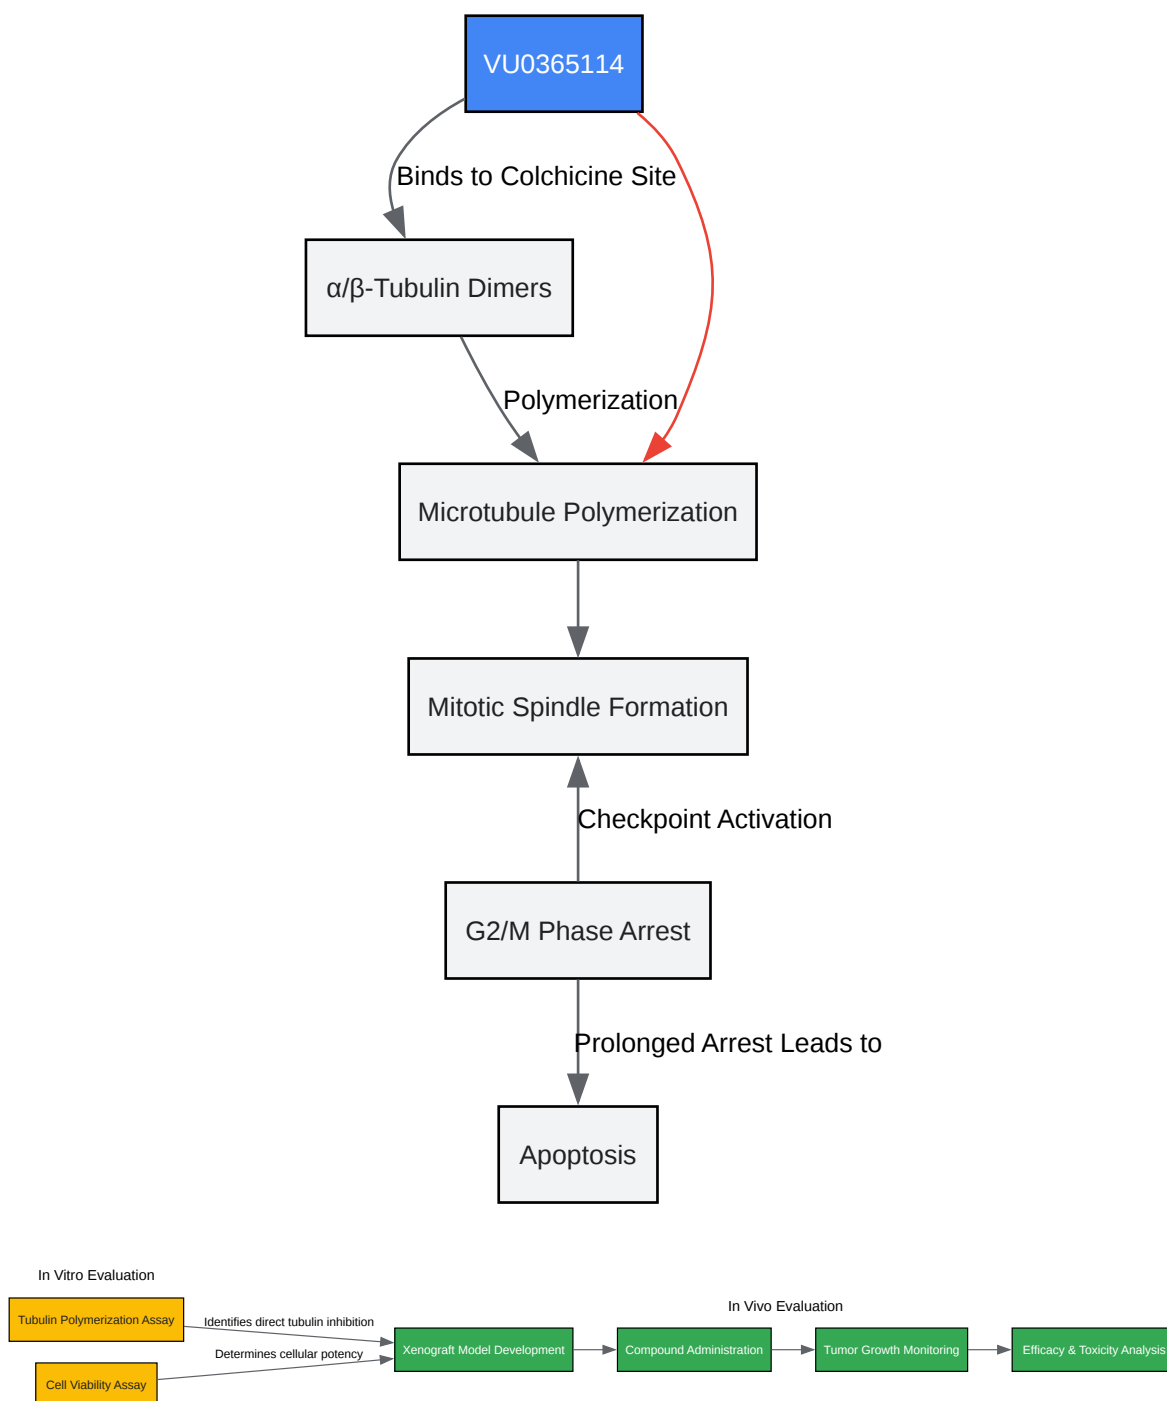 VU0365114
Binds to Colchicine Site
α/β-Tubulin Dimers
Polymerization
Microtubule Polymerization
Mitotic Spindle Formation
Checkpoint Activation
G2/M Phase Arrest
Prolonged Arrest Leads to
Apoptosis
In Vitro Evaluation
Tubulin Polymerization Assay
Identifies direct tubulin inhibition
Determines cellular potency
Cell Viability Assay
In Vivo Evaluation
Xenograft Model Development
Compound Administration
Tumor Growth Monitoring
Efficacy & Toxicity Analysis